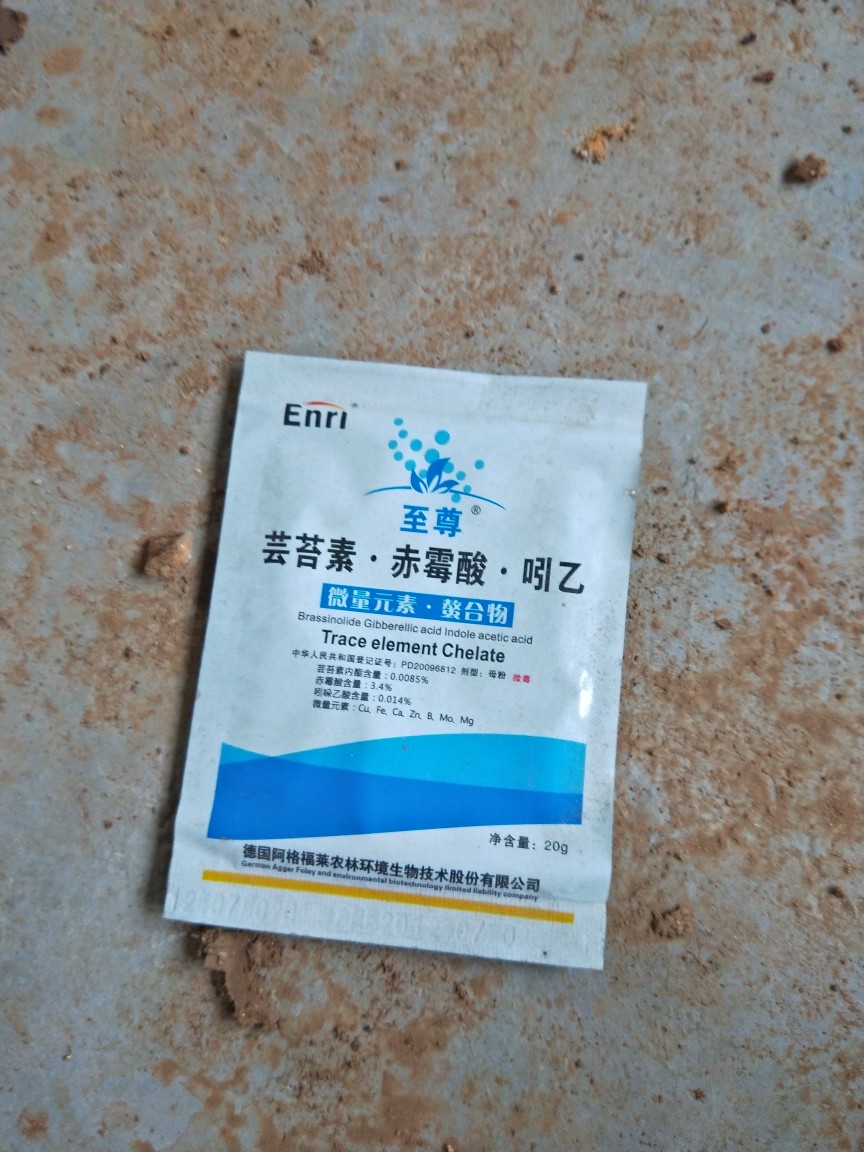 Enri
至尊®
芸苔素·赤霉酸·吲乙
微量元素·螯合物
Brassinolide Gibberellic acid Indole acetic acid
Trace element Chelate
中华人民共和国登记证号：PD20096812 剂型：母粉 微毒
芸苔素内酯含量：0.0085%
赤霉酸含量：3.4%
吲哚乙酸含量：0.014%
微量元素：Cu, Fe, Ca, Zn, B, Mo, Mg
净含量：20g
德国阿格福莱农林环境生物技术股份有限公司
German Agger Foley and environmental biotechnology limited liability company